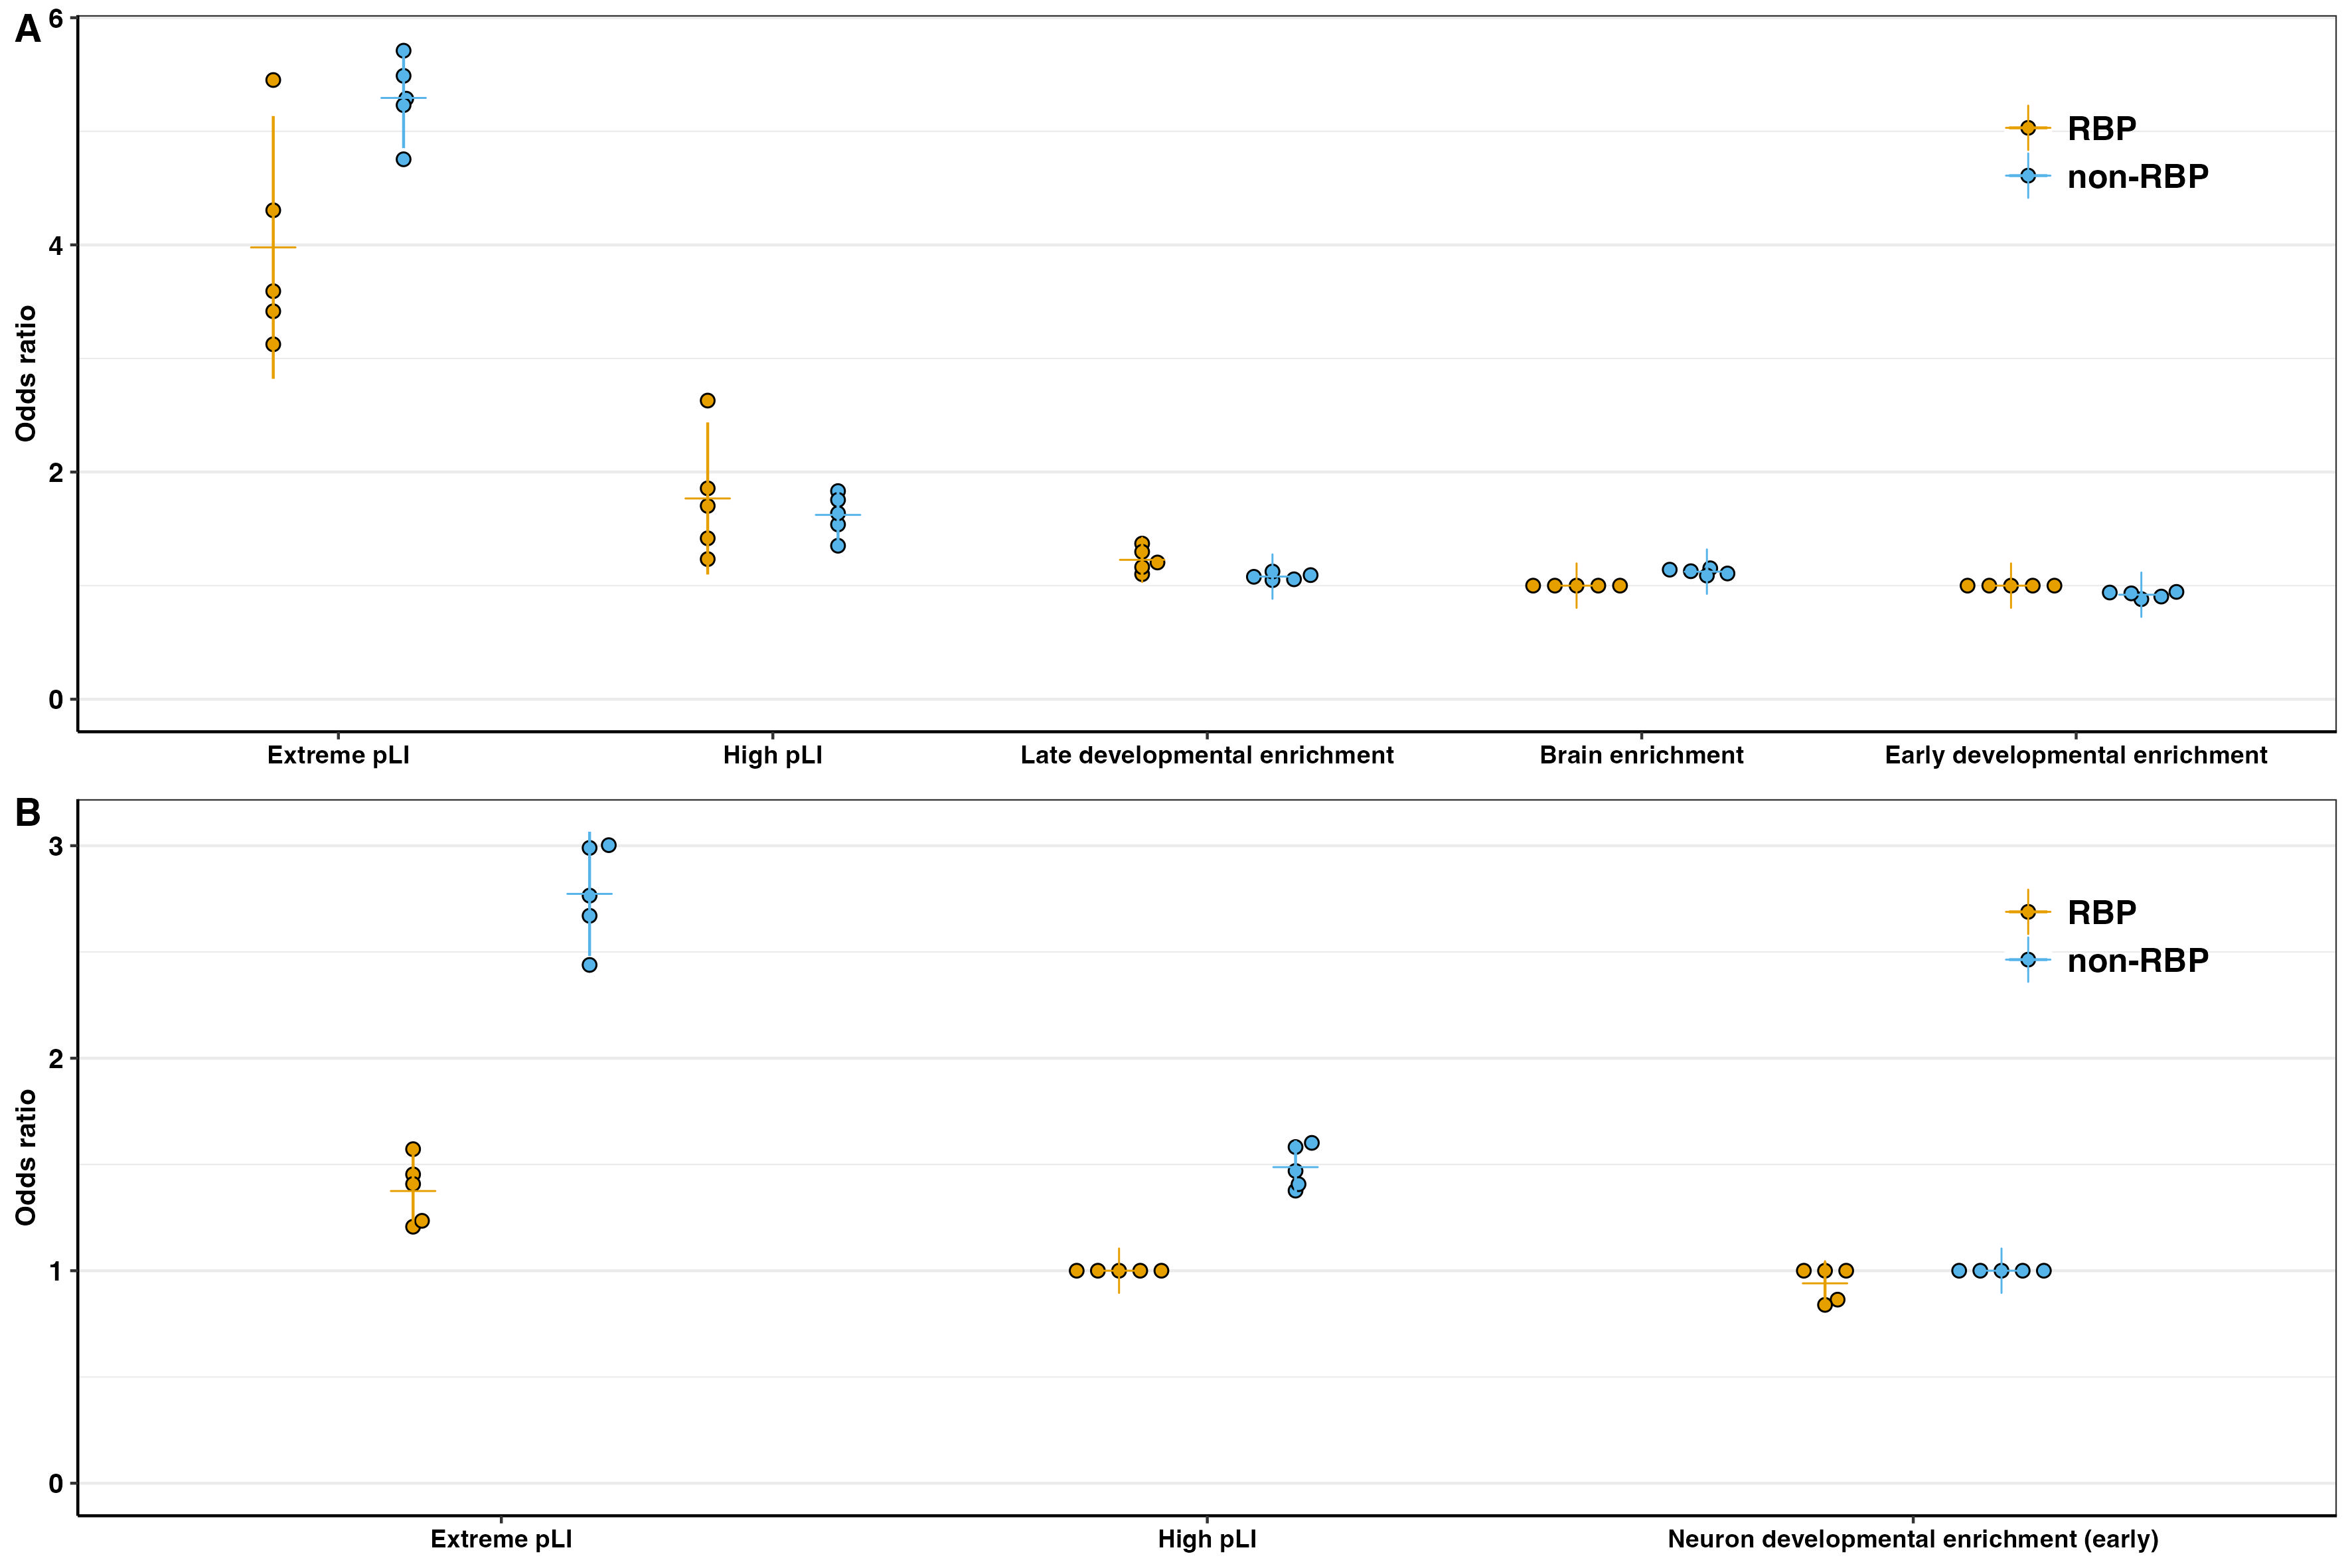 A
6
4
2
0
Odds ratio
RBP
non-RBP
Extreme pLI
High pLI
Late developmental enrichment
Brain enrichment
Early developmental enrichment
B
3
2
1
0
Odds ratio
RBP
non-RBP
Extreme pLI
High pLI
Neuron developmental enrichment (early)